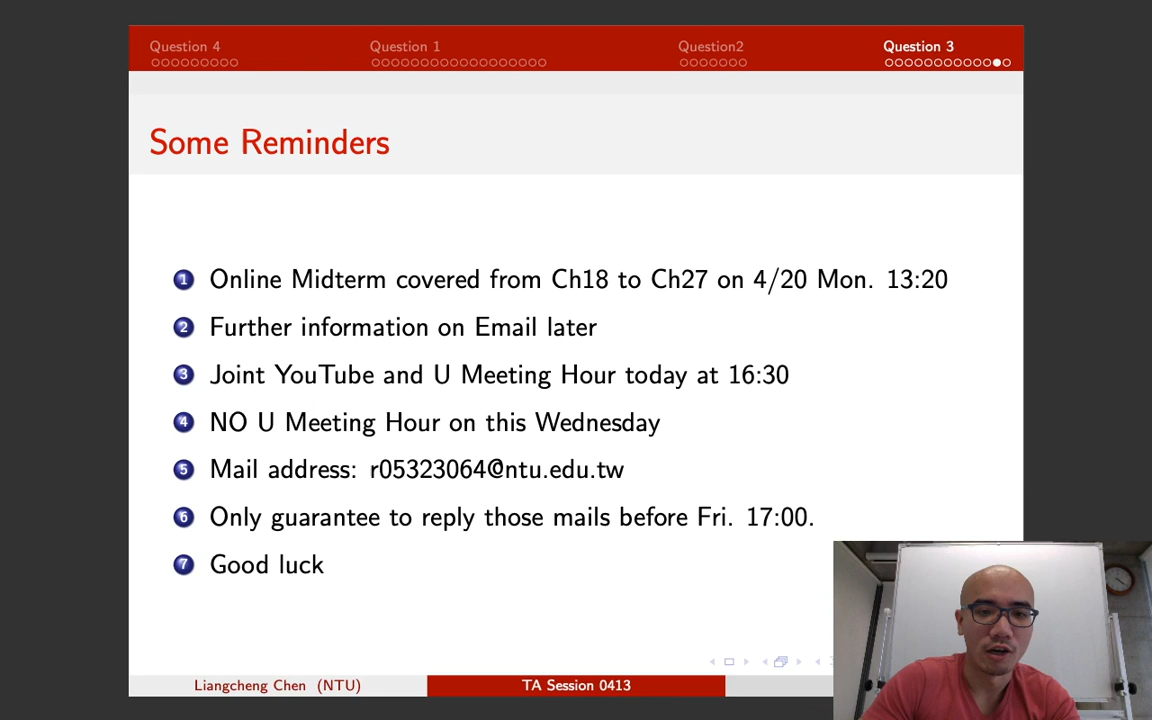 Question 4
Question 1
Question2
Question 3
Some Reminders
1 Online Midterm covered from Ch18 to Ch27 on 4/20 Mon. 13:20
2 Further information on Email later
3 Joint YouTube and U Meeting Hour today at 16:30
4 NO U Meeting Hour on this Wednesday
5 Mail address: r05323064@ntu.edu.tw
6 Only guarantee to reply those mails before Fri. 17:00.
7 Good luck
Liangcheng Chen (NTU)
TA Session 0413